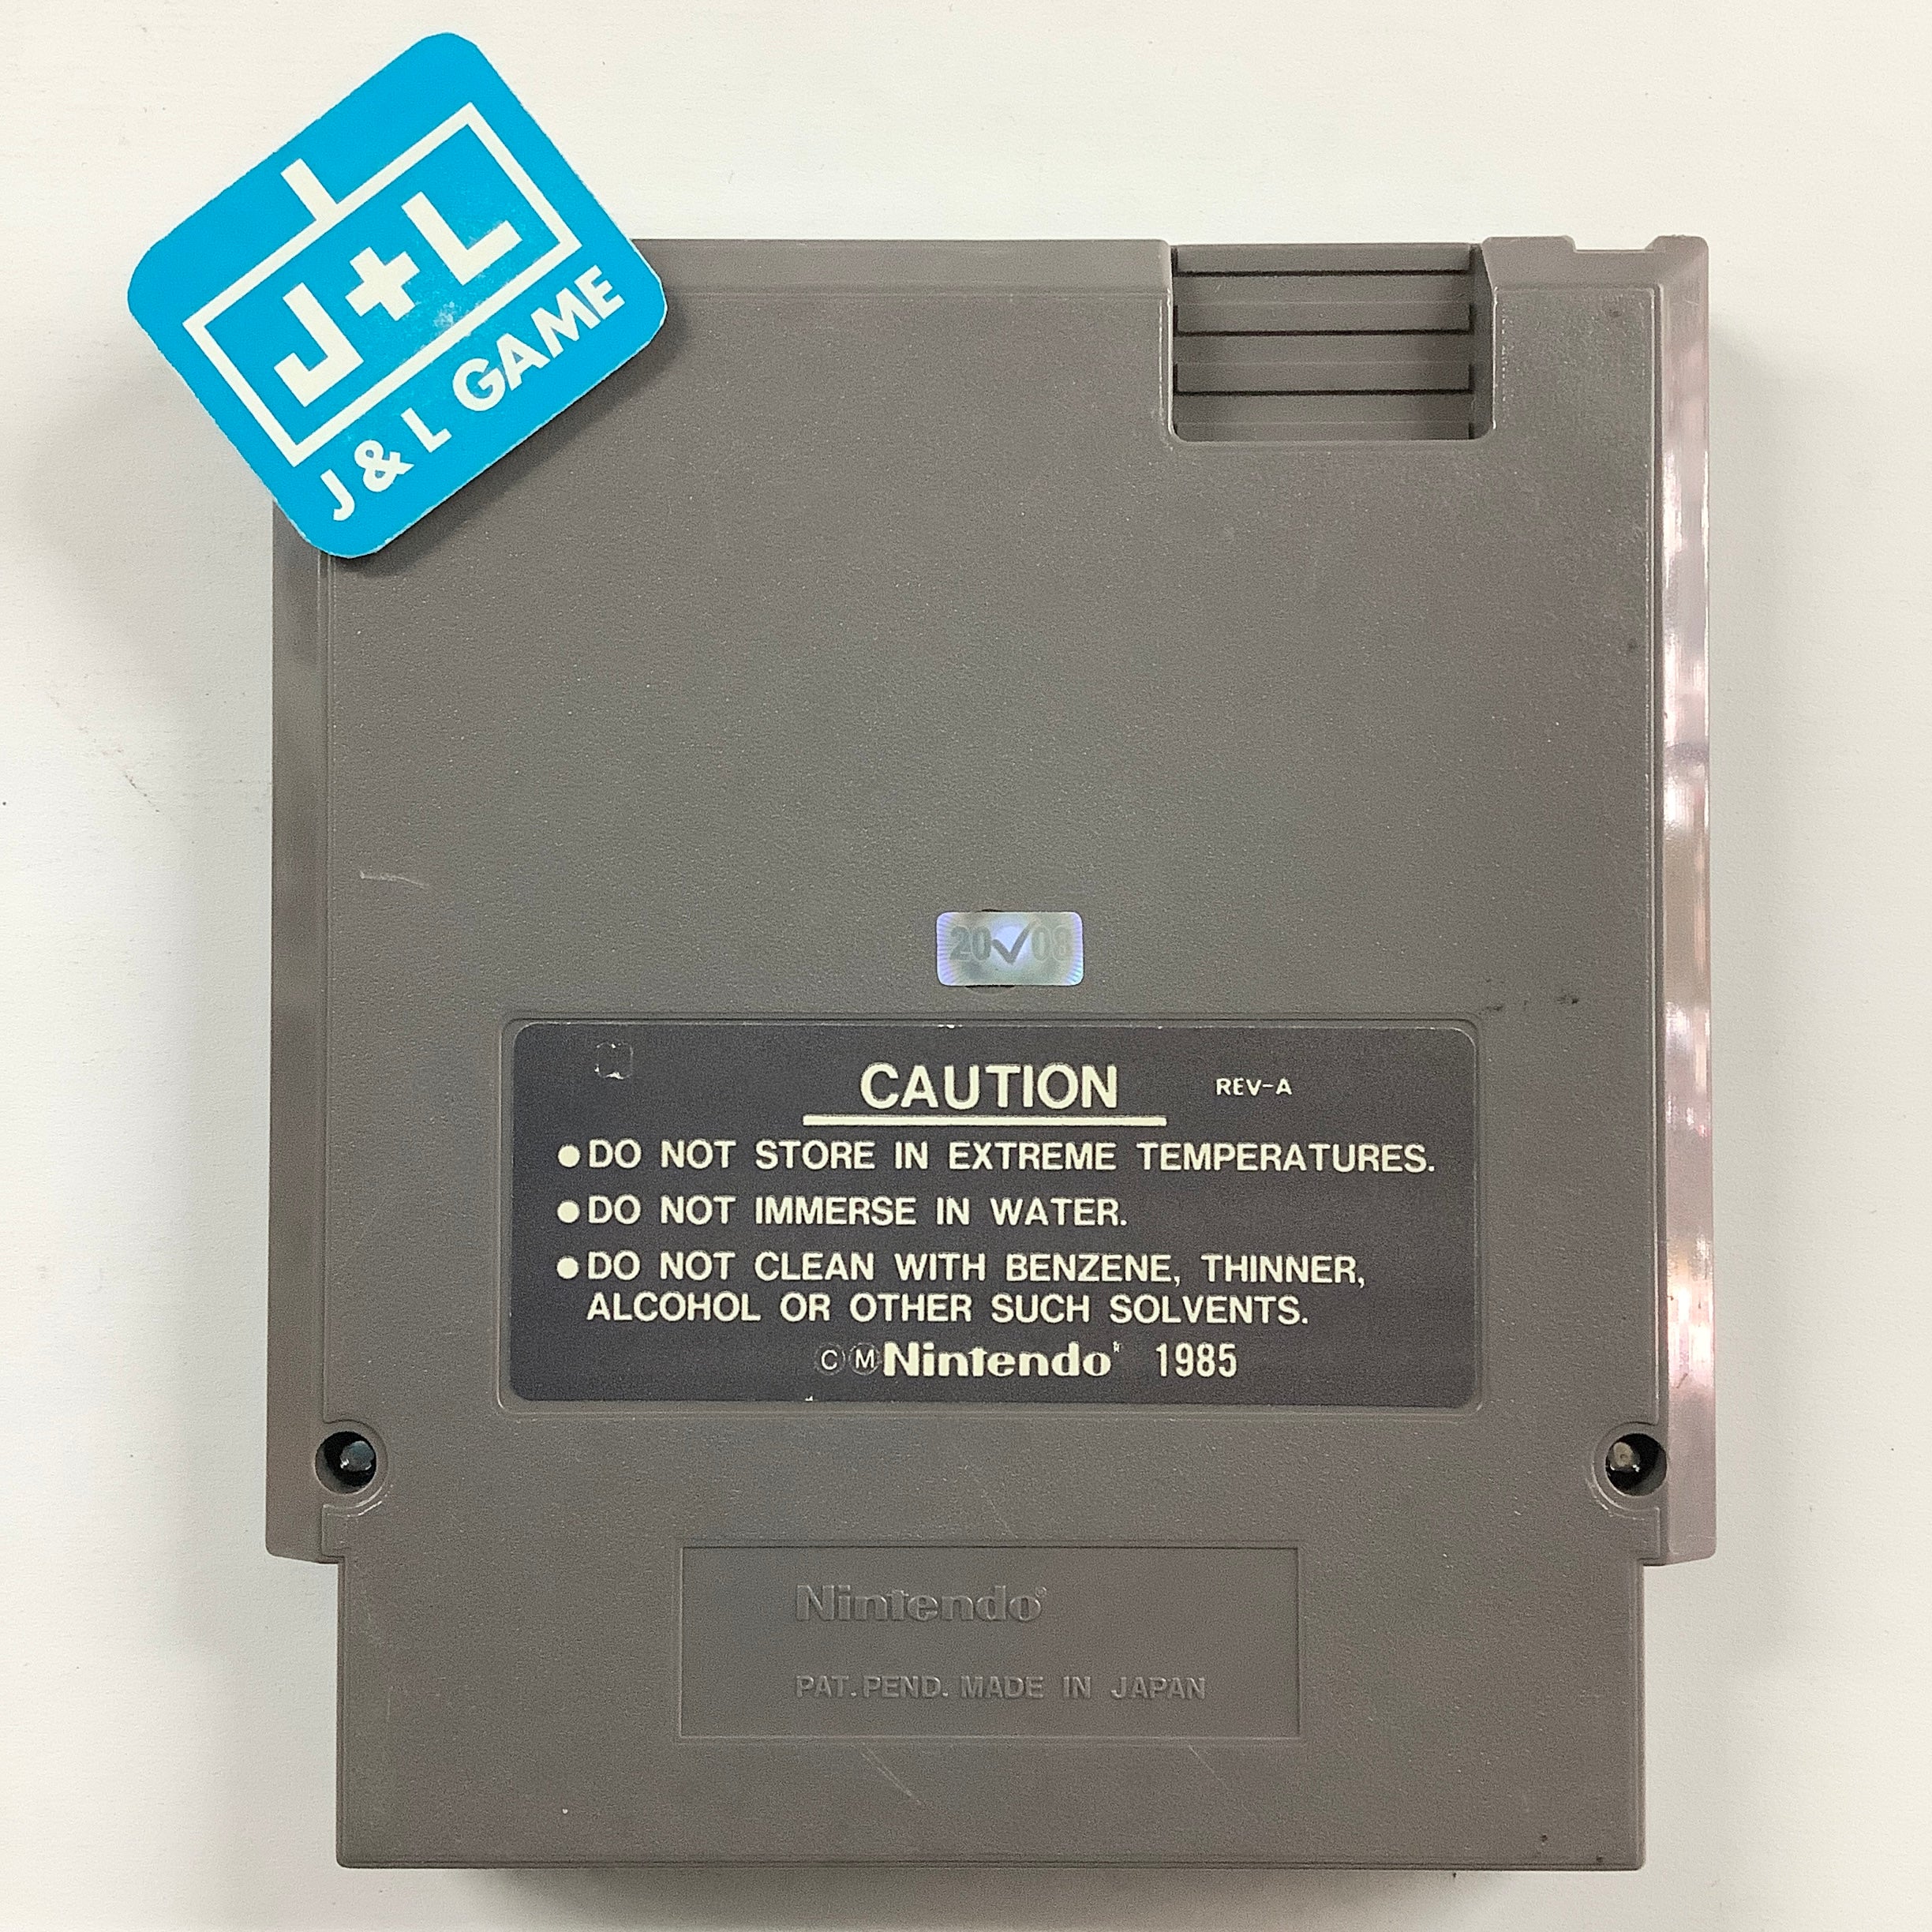 J+L
J & L GAME
20✓08
CAUTION REV-A
●DO NOT STORE IN EXTREME TEMPERATURES.
●DO NOT IMMERSE IN WATER.
●DO NOT CLEAN WITH BENZENE, THINNER,
ALCOHOL OR OTHER SUCH SOLVENTS.
ⒸⓂNintendo® 1985
Nintendo®
PAT. PEND. MADE IN JAPAN